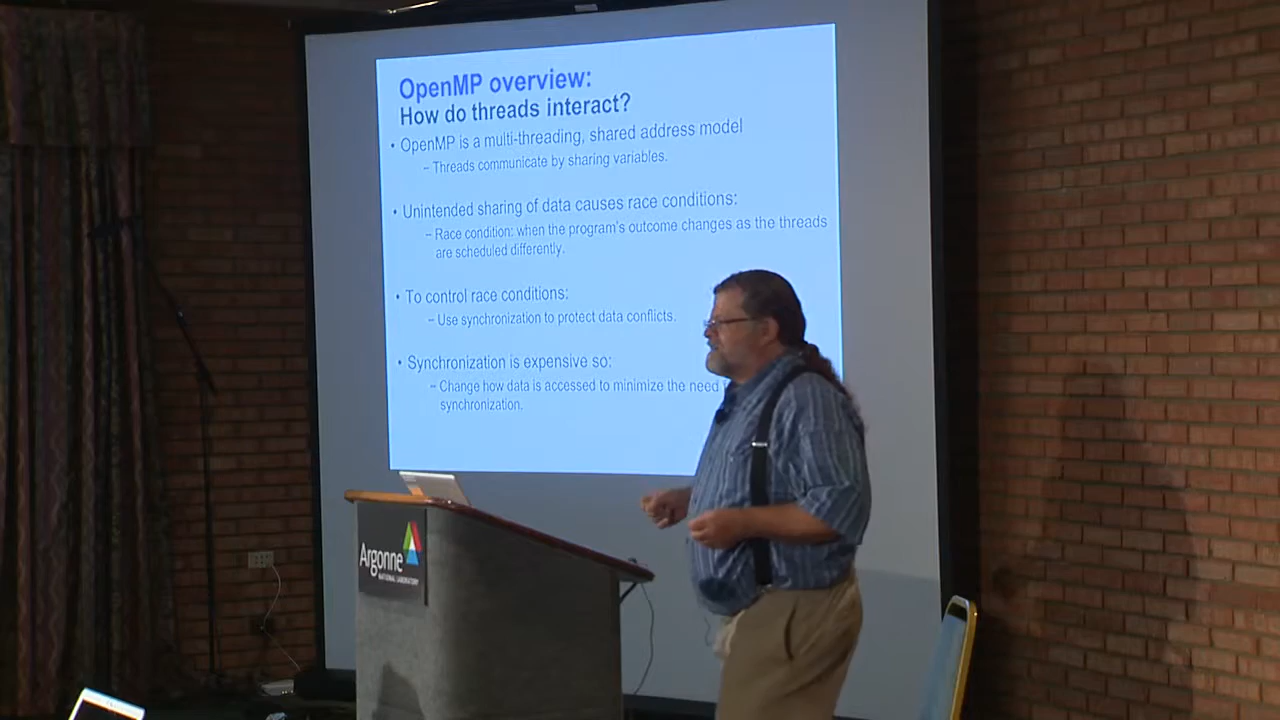 OpenMP overview:
How do threads interact?
• OpenMP is a multi-threading, shared address model
– Threads communicate by sharing variables.
• Unintended sharing of data causes race conditions:
– Race condition: when the program's outcome changes as the threads
are scheduled differently.
• To control race conditions:
– Use synchronization to protect data conflicts.
• Synchronization is expensive so:
– Change how data is accessed to minimize the need
synchronization.
Argonne
NATIONAL LABORATORY